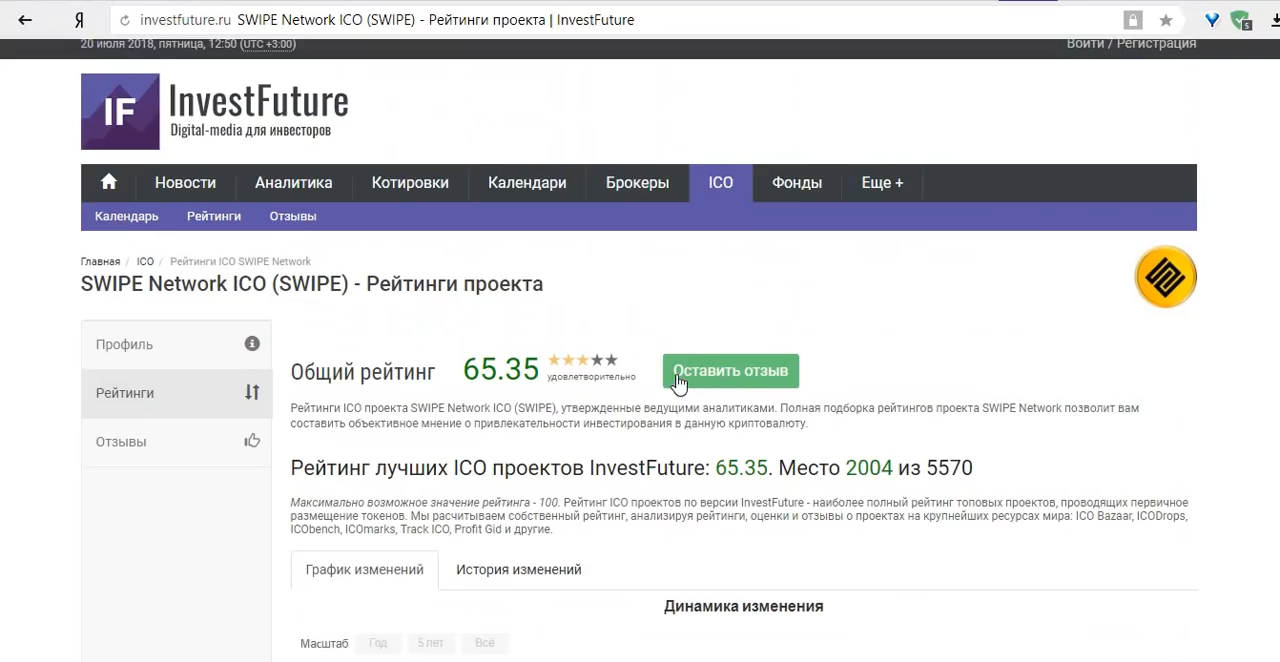 Я investfuture.ru SWIPE Network ICO (SWIPE) - Рейтинги проекта | InvestFuture
5
20 июля 2018, пятница, 12:50 (UTC +3:00) Войти / Регистрация
IF InvestFuture
Digital-media для инвесторов
Новости Аналитика Котировки Календари Брокеры ICO Фонды Еще +
Календарь Рейтинги Отзывы
Главная / ICO / Рейтинги ICO SWIPE Network
SWIPE Network ICO (SWIPE) - Рейтинги проекта
Профиль
Рейтинги
Отзывы
Общий рейтинг 65.35 удовлетворительно Оставить отзыв
Рейтинги ICO проекта SWIPE Network ICO (SWIPE), утвержденные ведущими аналитиками. Полная подборка рейтингов проекта SWIPE Network позволит вам
составить объективное мнение о привлекательности инвестирования в данную криптовалюту.
Рейтинг лучших ICO проектов InvestFuture: 65.35. Место 2004 из 5570
Максимально возможное значение рейтинга - 100. Рейтинг ICO проектов по версии InvestFuture - наиболее полный рейтинг топовых проектов, проводящих первичное
размещение токенов. Мы расчитываем собственный рейтинг, анализируя рейтинги, оценки и отзывы о проектах на крупнейших ресурсах мира: ICO Bazaar, ICODrops,
ICObench, ICOmarks, Track ICO, Profit Gid и другие.
График изменений История изменений
Динамика изменения
Масштаб Год 5 лет Всё